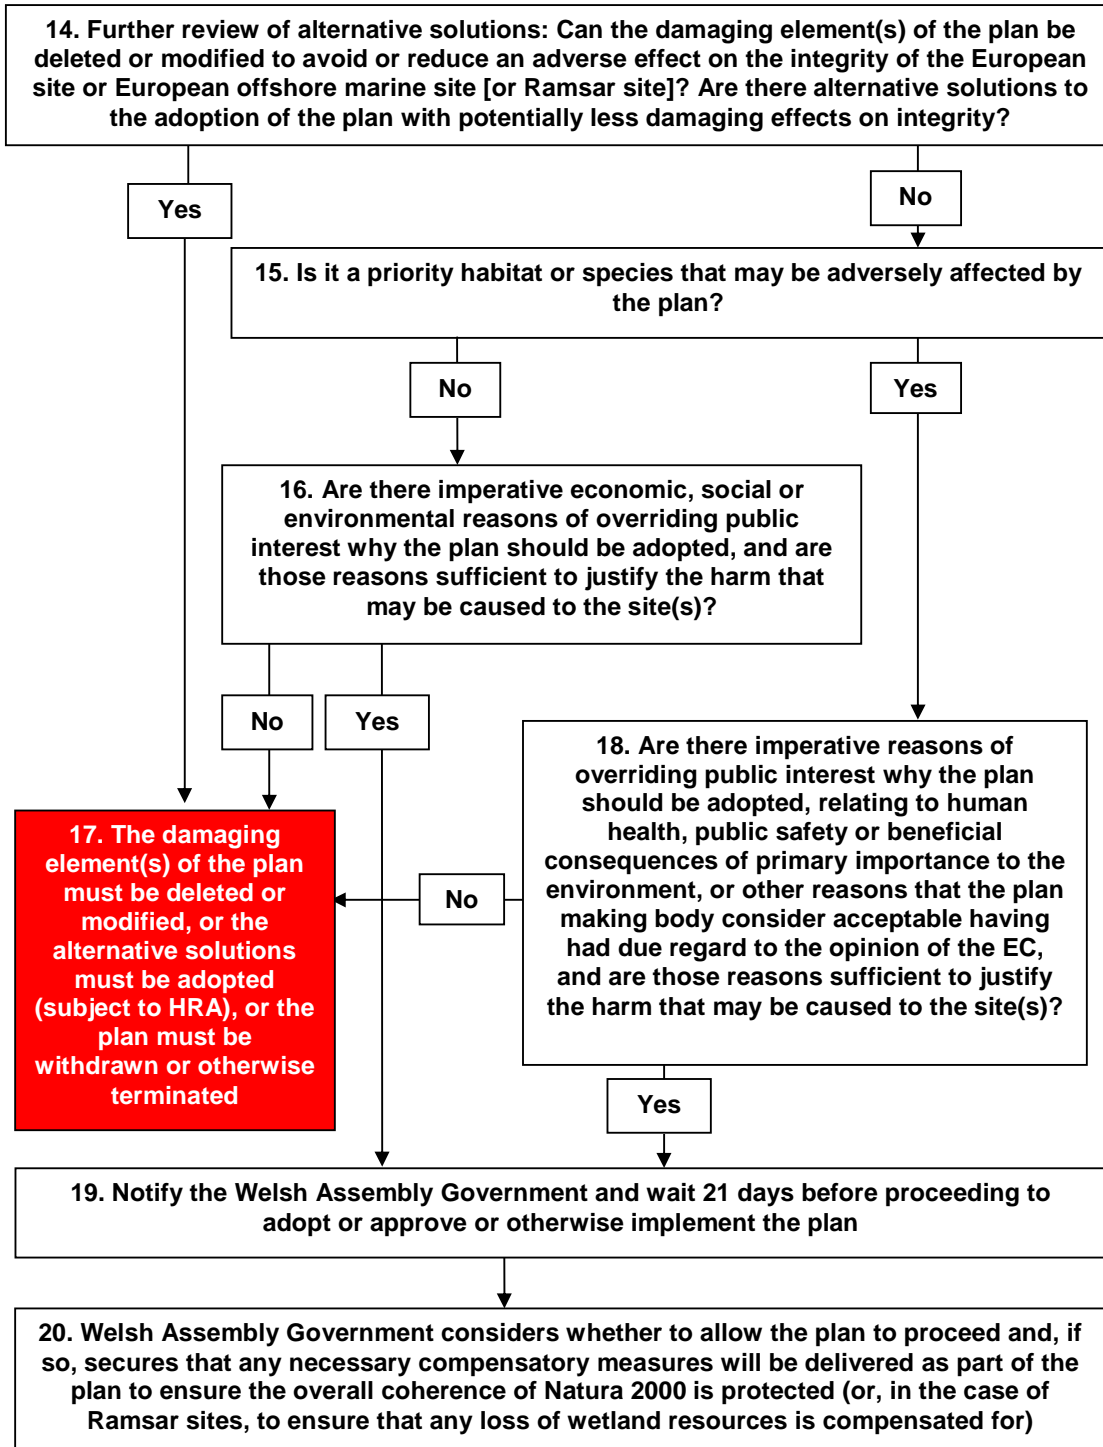 14. Further review of alternative solutions: Can the damaging element(s) of the plan be
deleted or modified to avoid or reduce an adverse effect on the integrity of the European
site or European offshore marine site [or Ramsar site]? Are there alternative solutions to
the adoption of the plan with potentially less damaging effects on integrity?
Yes
No
15. Is it a priority habitat or species that may be adversely affected by
the plan?
No
Yes
16. Are there imperative economic, social or
environmental reasons of overriding public
interest why the plan should be adopted, and are
those reasons sufficient to justify the harm that
may be caused to the site(s)?
No
Yes
18. Are there imperative reasons of
overriding public interest why the plan
should be adopted, relating to human
health, public safety or beneficial
consequences of primary importance to the
environment, or other reasons that the plan
making body consider acceptable having
had due regard to the opinion of the EC,
and are those reasons sufficient to justify
the harm that may be caused to the site(s)?
17. The damaging
element(s) of the plan
must be deleted or
modified, or the
alternative solutions
must be adopted
(subject to HRA), or the
plan must be
withdrawn or otherwise
terminated
No
Yes
19. Notify the Welsh Assembly Government and wait 21 days before proceeding to
adopt or approve or otherwise implement the plan
20. Welsh Assembly Government considers whether to allow the plan to proceed and, if
so, secures that any necessary compensatory measures will be delivered as part of the
plan to ensure the overall coherence of Natura 2000 is protected (or, in the case of
Ramsar sites, to ensure that any loss of wetland resources is compensated for)